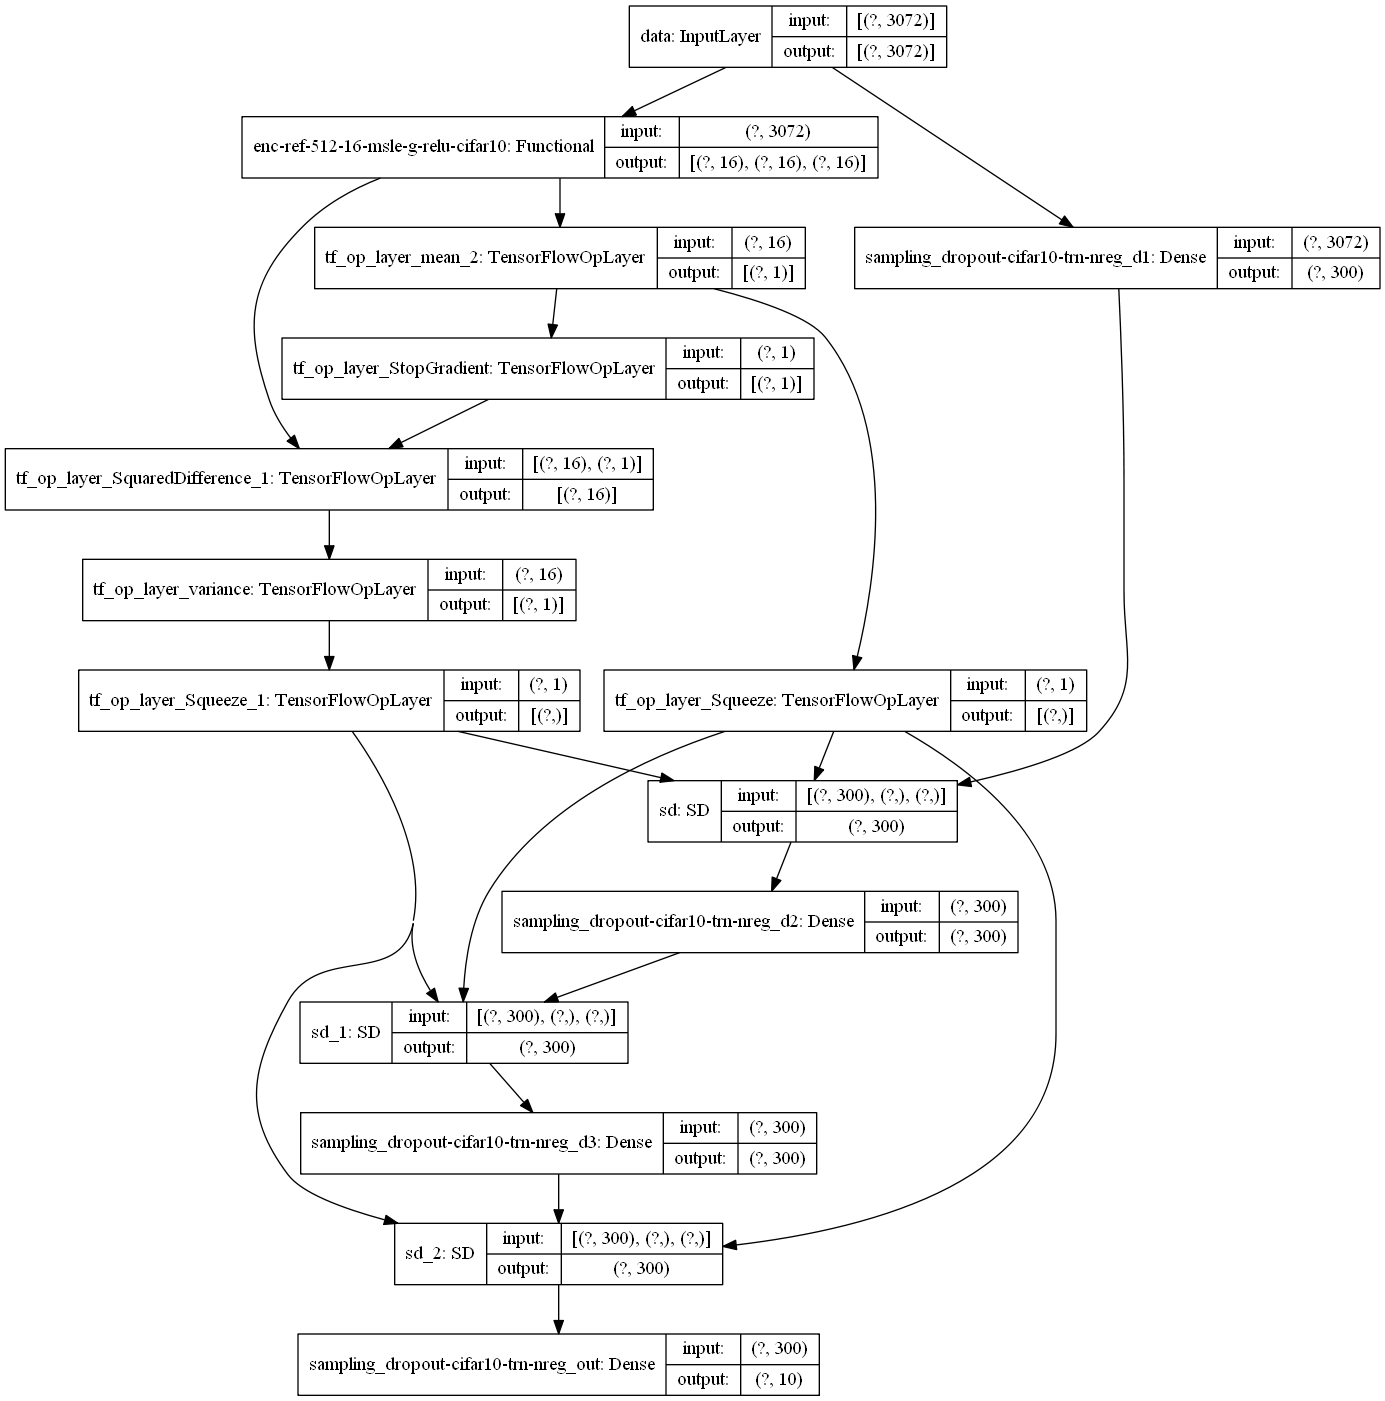 data: InputLayer
input:
[(?, 3072)]
output:
[(?, 3072)]
enc-ref-512-16-msle-g-relu-cifar10: Functional
input:
(?, 3072)
output:
[(?, 16), (?, 16), (?, 16)]
tf_op_layer_mean_2: TensorFlowOpLayer
input:
(?, 16)
output:
[(?, 1)]
sampling_dropout-cifar10-trn-nreg_d1: Dense
input:
(?, 3072)
output:
(?, 300)
tf_op_layer_StopGradient: TensorFlowOpLayer
input:
(?, 1)
output:
[(?, 1)]
tf_op_layer_SquaredDifference_1: TensorFlowOpLayer
input:
[(?, 16), (?, 1)]
output:
[(?, 16)]
tf_op_layer_variance: TensorFlowOpLayer
input:
(?, 16)
output:
[(?, 1)]
tf_op_layer_Squeeze_1: TensorFlowOpLayer
input:
(?, 1)
output:
[(?,)]
tf_op_layer_Squeeze: TensorFlowOpLayer
input:
(?, 1)
output:
[(?,)]
sd: SD
input:
[(?, 300), (?,), (?,)]
output:
(?, 300)
sampling_dropout-cifar10-trn-nreg_d2: Dense
input:
(?, 300)
output:
(?, 300)
sd_1: SD
input:
[(?, 300), (?,), (?,)]
output:
(?, 300)
sampling_dropout-cifar10-trn-nreg_d3: Dense
input:
(?, 300)
output:
(?, 300)
sd_2: SD
input:
[(?, 300), (?,), (?,)]
output:
(?, 300)
sampling_dropout-cifar10-trn-nreg_out: Dense
input:
(?, 300)
output:
(?, 10)